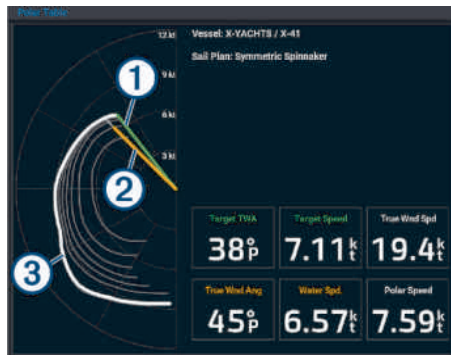 Polar Table
12 kt
Vessel: X-YACHTS / X-41
Sail Plan: Symmetric Spinnaker
9 kt
1
6 kt
3 kt
2
3
Target TWA
Target Speed
True Wnd Spd
38°P
7.11kt
19.4kt
True Wnd Ang
Water Spd.
Polar Speed
45°P
6.57kt
7.59kt